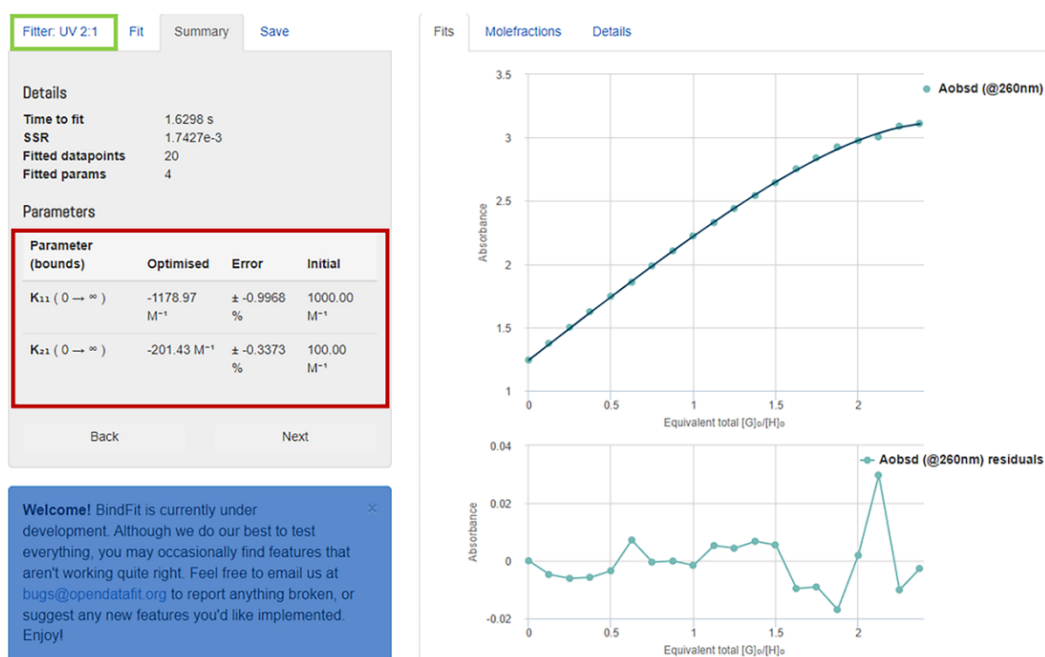 Fitter: UV 2:1
Fit
Summary
Save
Details
Time to fit 1.6298 s
SSR 1.7427e-3
Fitted datapoints 20
Fitted params 4
Parameters
Parameter
(bounds) Optimised Error Initial
K₁₁ ( 0 → ∞ ) -1178.97 ± -0.9968 1000.00
M⁻¹ % M⁻¹
K₂₁ ( 0 → ∞ ) -201.43 M⁻¹ ± -0.3373 100.00
% M⁻¹
Back
Next
Welcome! BindFit is currently under ×
development. Although we do our best to test
everything, you may occasionally find features that
aren't working quite right. Feel free to email us at
bugs@opendatafit.org to report anything broken, or
suggest any new features you'd like implemented.
Enjoy!
Fits
Molefractions
Details
Aobsd (@260nm)
Absorbance
3.5
3
2.5
2
1.5
1
0 0.5 1 1.5 2
Equivalent total [G]₀/[H]₀
Aobsd (@260nm) residuals
Absorbance
0.04
0.02
0
-0.02
0 0.5 1 1.5 2
Equivalent total [G]₀/[H]₀